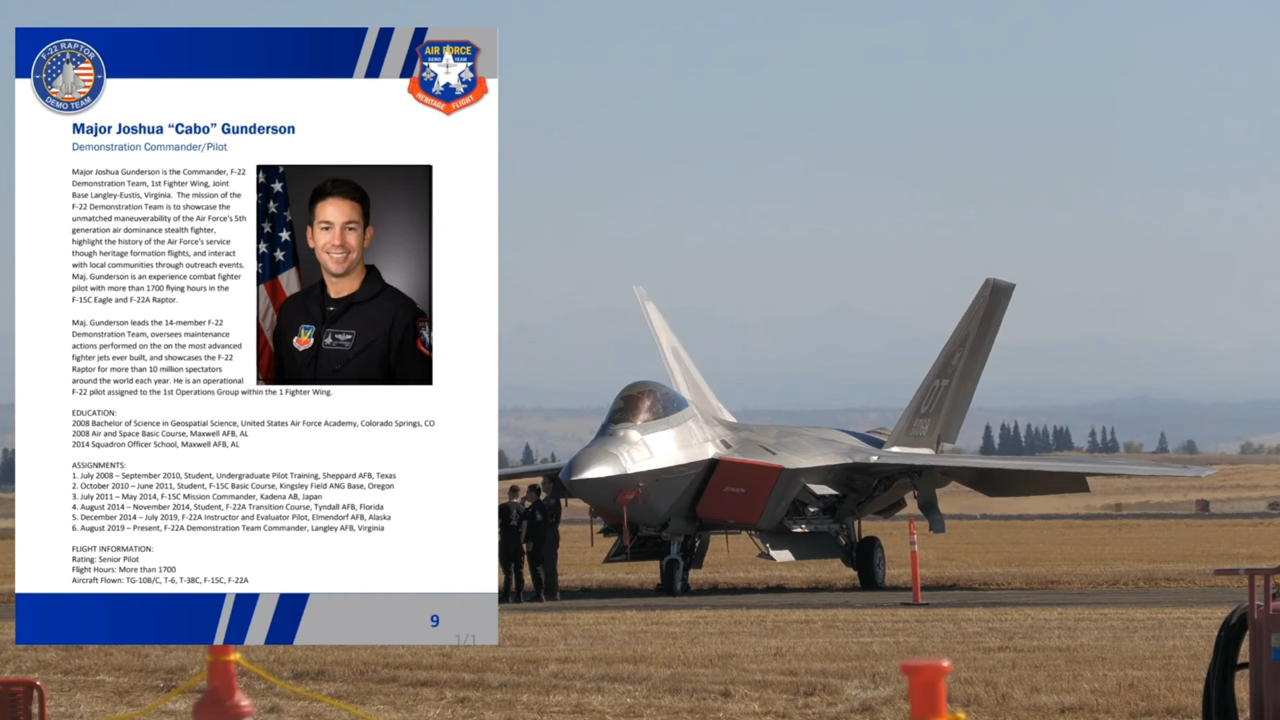 F-22 RAPTOR
DEMO TEAM
AIR FORCE
DEMO TEAM
HERITAGE FLIGHT
Major Joshua “Cabo” Gunderson
Demonstration Commander/Pilot
Major Joshua Gunderson is the Commander, F-22
Demonstration Team, 1st Fighter Wing, Joint
Base Langley-Eustis, Virginia. The mission of the
F-22 Demonstration Team is to showcase the
unmatched maneuverability of the Air Force's 5th
generation air dominance stealth fighter,
highlight the history of the Air Force's service
though heritage formation flights, and interact
with local communities through outreach events.
Maj. Gunderson is an experience combat fighter
pilot with more than 1700 flying hours in the
F-15C Eagle and F-22A Raptor.
Maj. Gunderson leads the 14-member F-22
Demonstration Team, oversees maintenance
actions performed on the on the most advanced
fighter jets ever built, and showcases the F-22
Raptor for more than 10 million spectators
around the world each year. He is an operational
F-22 pilot assigned to the 1st Operations Group within the 1 Fighter Wing.
EDUCATION:
2008 Bachelor of Science in Geospatial Science, United States Air Force Academy, Colorado Springs, CO
2008 Air and Space Basic Course, Maxwell AFB, AL
2014 Squadron Officer School, Maxwell AFB, AL
ASSIGNMENTS:
1. July 2008 – September 2010, Student, Undergraduate Pilot Training, Sheppard AFB, Texas
2. October 2010 – June 2011, Student, F-15C Basic Course, Kingsley Field ANG Base, Oregon
3. July 2011 – May 2014, F-15C Mission Commander, Kadena AB, Japan
4. August 2014 – November 2014, Student, F-22A Transition Course, Tyndall AFB, Florida
5. December 2014 – July 2019, F-22A Instructor and Evaluator Pilot, Elmendorf AFB, Alaska
6. August 2019 – Present, F-22A Demonstration Team Commander, Langley AFB, Virginia
FLIGHT INFORMATION:
Rating: Senior Pilot
Flight Hours: More than 1700
Aircraft Flown: TG-10B/C, T-6, T-38C, F-15C, F-22A
9
1/1
OT